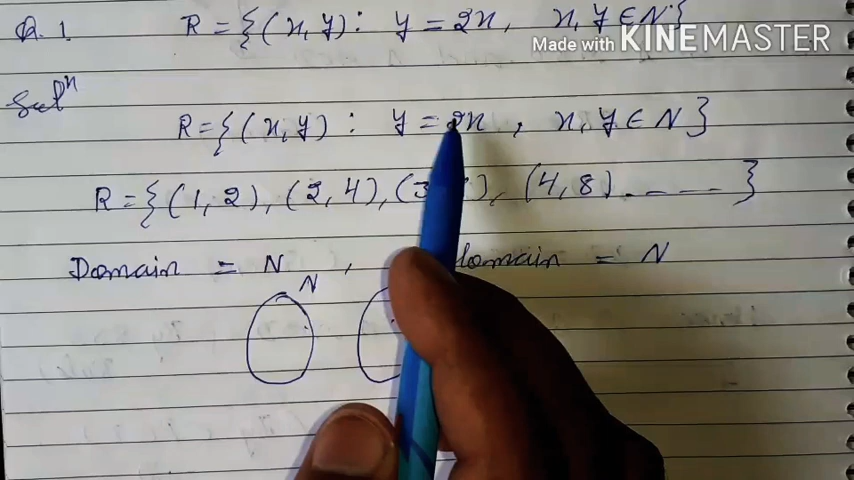 Q. 1 R = {(x, y) : y = 2x, x, y ∈ N}
Made with KINEMASTER
Solⁿ
R = {(x, y) : y = 2x , x, y ∈ N}
R = {(1, 2), (2, 4), (3 ), (4, 8) ----- }
Domain = N , domain = N
N